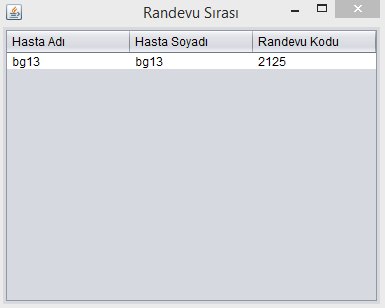 Randevu Sırası
Hasta Adı Hasta Soyadı Randevu Kodu
bg13 bg13 2125